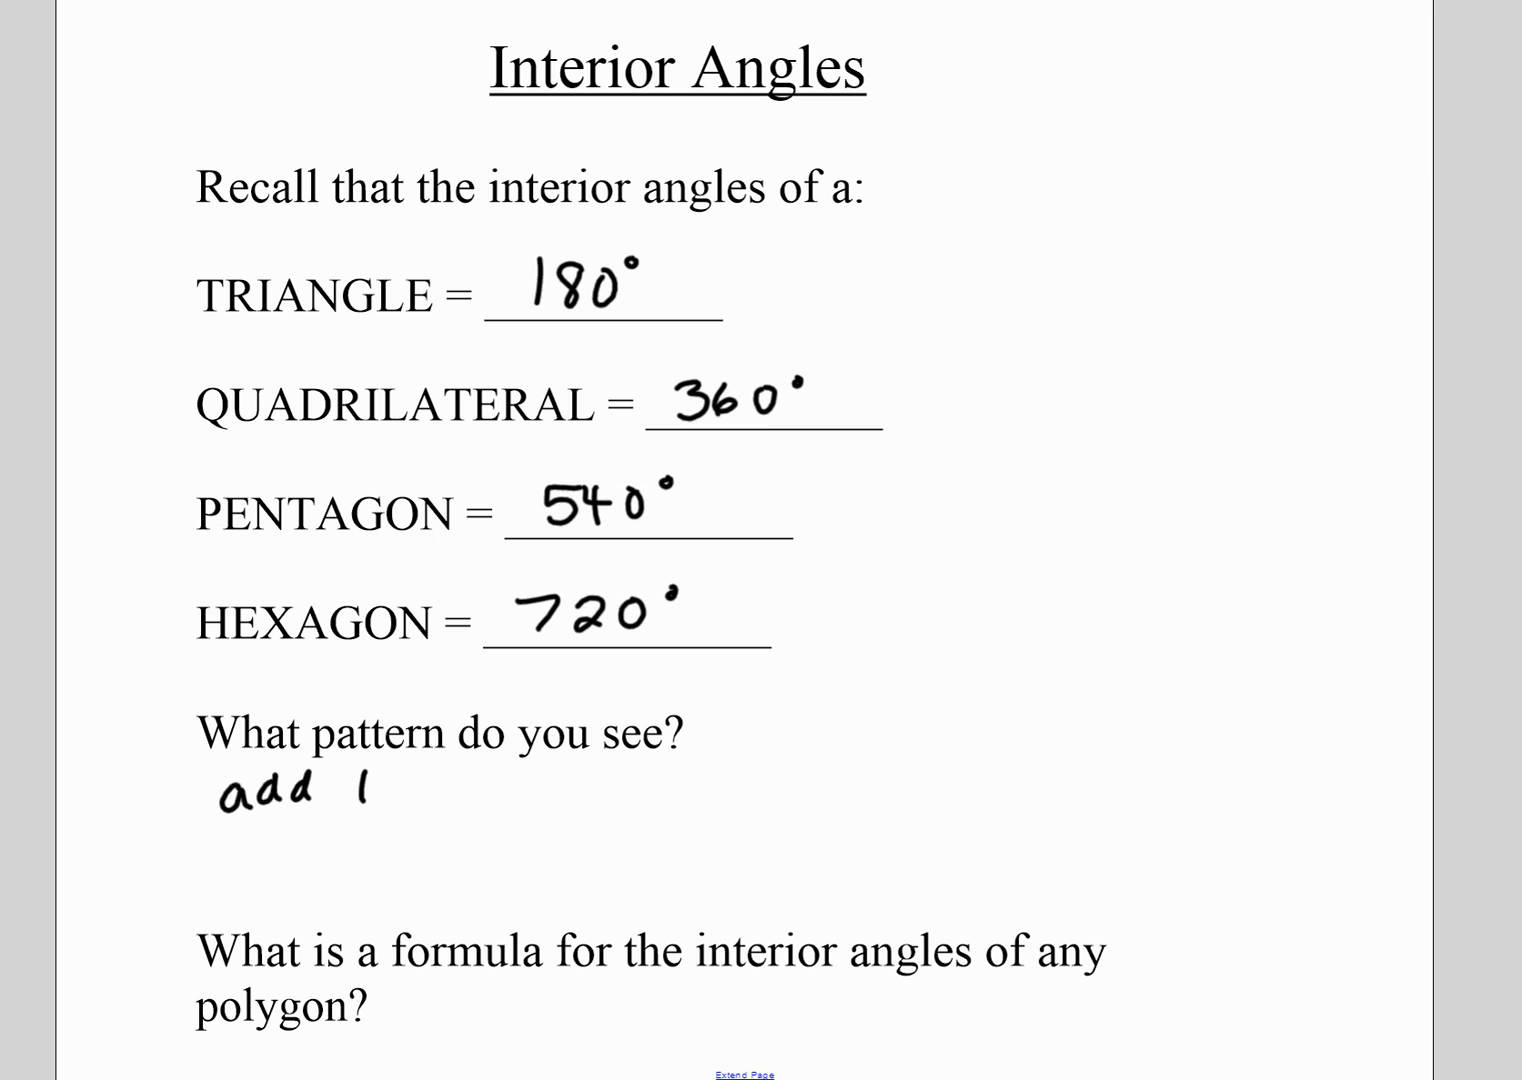 Interior Angles
Recall that the interior angles of a:
TRIANGLE = 180°
QUADRILATERAL = 360°
PENTAGON = 540°
HEXAGON = 720°
What pattern do you see?
add 1
What is a formula for the interior angles of any
polygon?
Extend Page